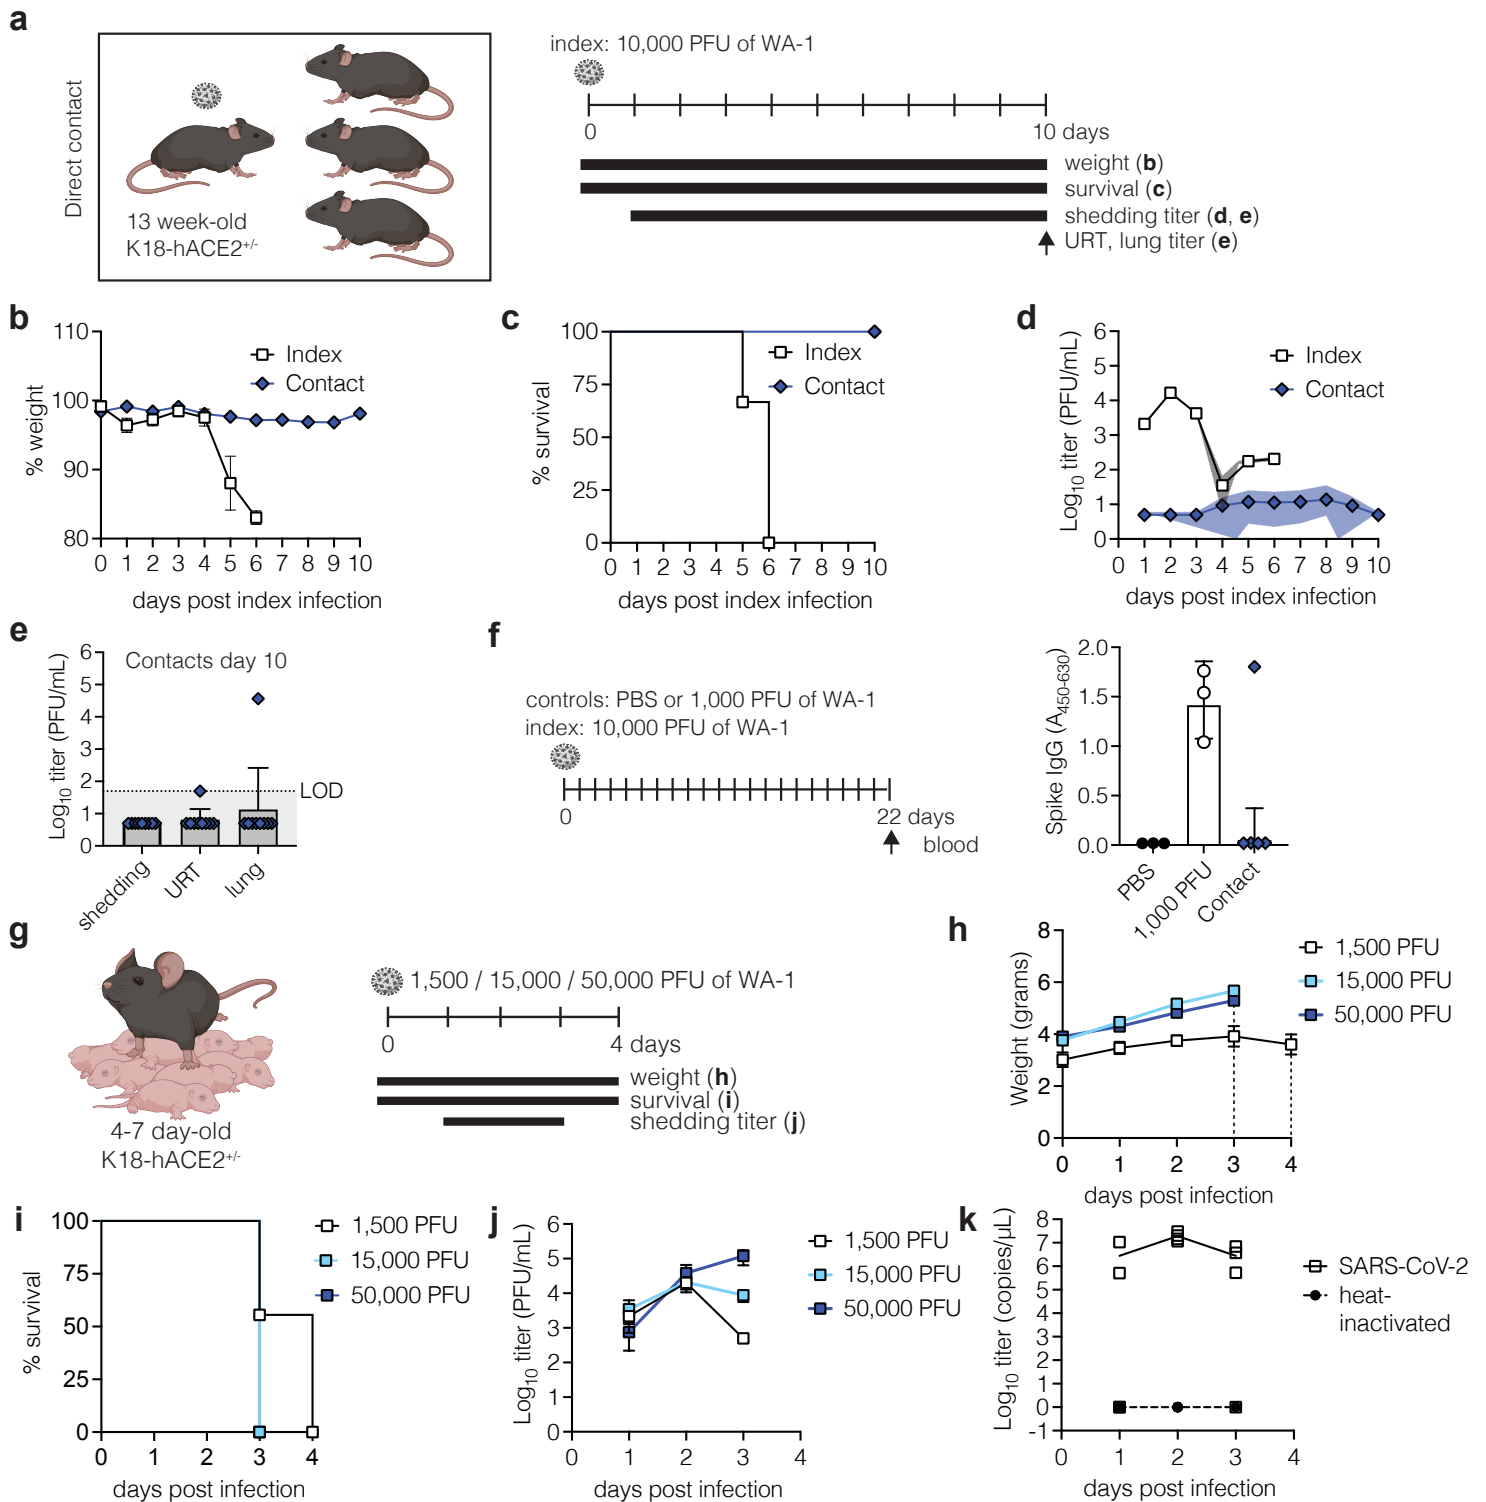 a
Direct contact
13 week-old
K18-hACE2+/-
index: 10,000 PFU of WA-1
0
10 days
weight (b)
survival (c)
shedding titer (d, e)
URT, lung titer (e)
b
% weight
110
100
90
80
0 1 2 3 4 5 6 7 8 9 10
days post index infection
Index
Contact
c
% survival
100
75
50
25
0
0 1 2 3 4 5 6 7 8 9 10
days post index infection
Index
Contact
d
Log10 titer (PFU/mL)
6
5
4
3
2
1
0
0 1 2 3 4 5 6 7 8 9 10
days post index infection
Index
Contact
e
Log10 titer (PFU/mL)
6
5
4
3
2
1
0
Contacts day 10
LOD
shedding
URT
lung
f
controls: PBS or 1,000 PFU of WA-1
index: 10,000 PFU of WA-1
0
22 days
blood
Spike IgG (A450-630)
2.0
1.5
1.0
0.5
0.0
PBS
1,000 PFU
Contact
g
4-7 day-old
K18-hACE2+/-
1,500 / 15,000 / 50,000 PFU of WA-1
0
4 days
weight (h)
survival (i)
shedding titer (j)
h
Weight (grams)
8
6
4
2
0
0 1 2 3 4
days post infection
1,500 PFU
15,000 PFU
50,000 PFU
i
% survival
100
75
50
25
0
0 1 2 3 4
days post infection
1,500 PFU
15,000 PFU
50,000 PFU
j
Log10 titer (PFU/mL)
6
5
4
3
2
1
0
0 1 2 3 4
days post infection
1,500 PFU
15,000 PFU
50,000 PFU
k
Log10 titer (copies/µL)
8
7
6
5
4
3
2
1
0
-1
0 1 2 3 4
days post infection
SARS-CoV-2
heat-
inactivated